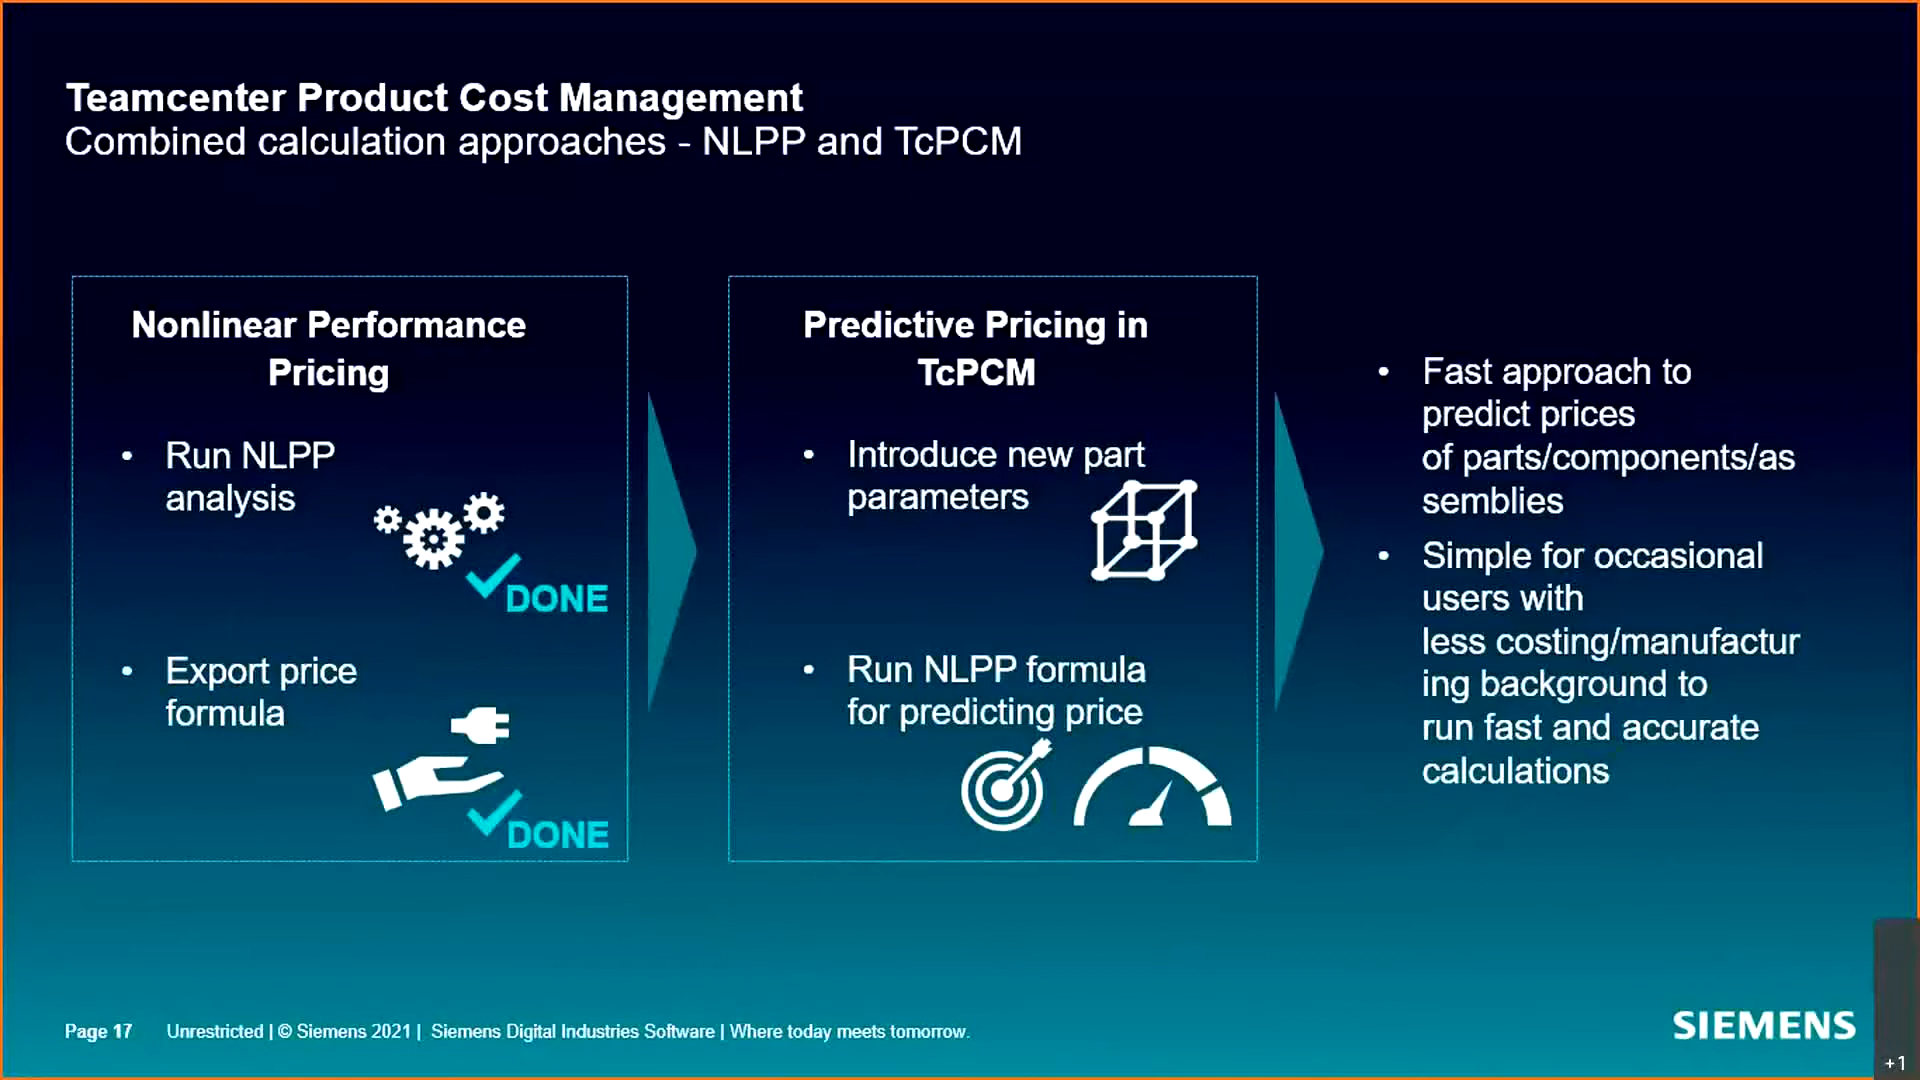 Teamcenter Product Cost Management
Combined calculation approaches - NLPP and TcPCM
Nonlinear Performance
Pricing
• Run NLPP
analysis
DONE
• Export price
formula
DONE
Predictive Pricing in
TcPCM
• Introduce new part
parameters
• Run NLPP formula
for predicting price
• Fast approach to
predict prices
of parts/components/as
semblies
• Simple for occasional
users with
less costing/manufactur
ing background to
run fast and accurate
calculations
Page 17 Unrestricted | © Siemens 2021 | Siemens Digital Industries Software | Where today meets tomorrow.
SIEMENS
+1